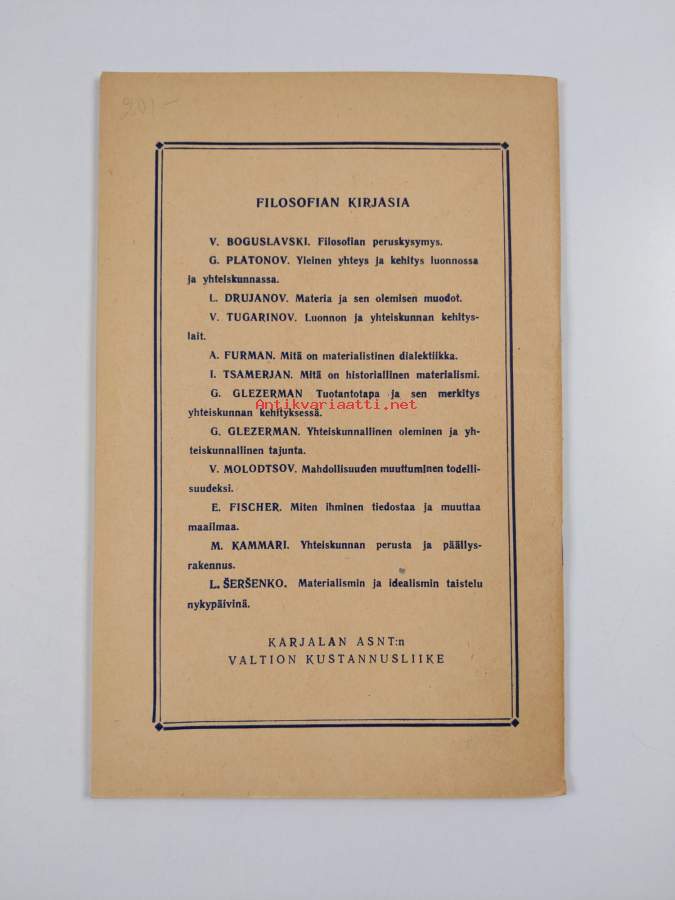 201-
FILOSOFIAN KIRJASIA
V. BOGUSLAVSKI. Filosofian peruskysymys.
G. PLATONOV. Yleinen yhteys ja kehitys luonnossa
ja yhteiskunnassa.
L. DRUJANOV. Materia ja sen olemisen muodot.
V. TUGARINOV. Luonnon ja yhteiskunnan kehitys-
lait.
A. FURMAN. Mitä on materialistinen dialektiikka.
I. TSAMERJAN. Mitä on historiallinen materialismi.
G. GLEZERMAN Tuotantotapa ja sen merkitys
Antikvariaatti.net
yhteiskunnan kehityksessä.
G. GLEZERMAN. Yhteiskunnallinen oleminen ja yh-
teiskunnallinen tajunta.
V. MOLODTSOV. Mahdollisuuden muuttuminen todelli-
suudeksi.
E. FISCHER. Miten ihminen tiedostaa ja muuttaa
maailmaa.
M. KAMMARI. Yhteiskunnan perusta ja päällys-
rakennus.
L. ŠERŠENKO. Materialismin ja idealismin taistelu
nykypäivinä.
KARJALAN ASNT:n
VALTION KUSTANNUSLIIKE